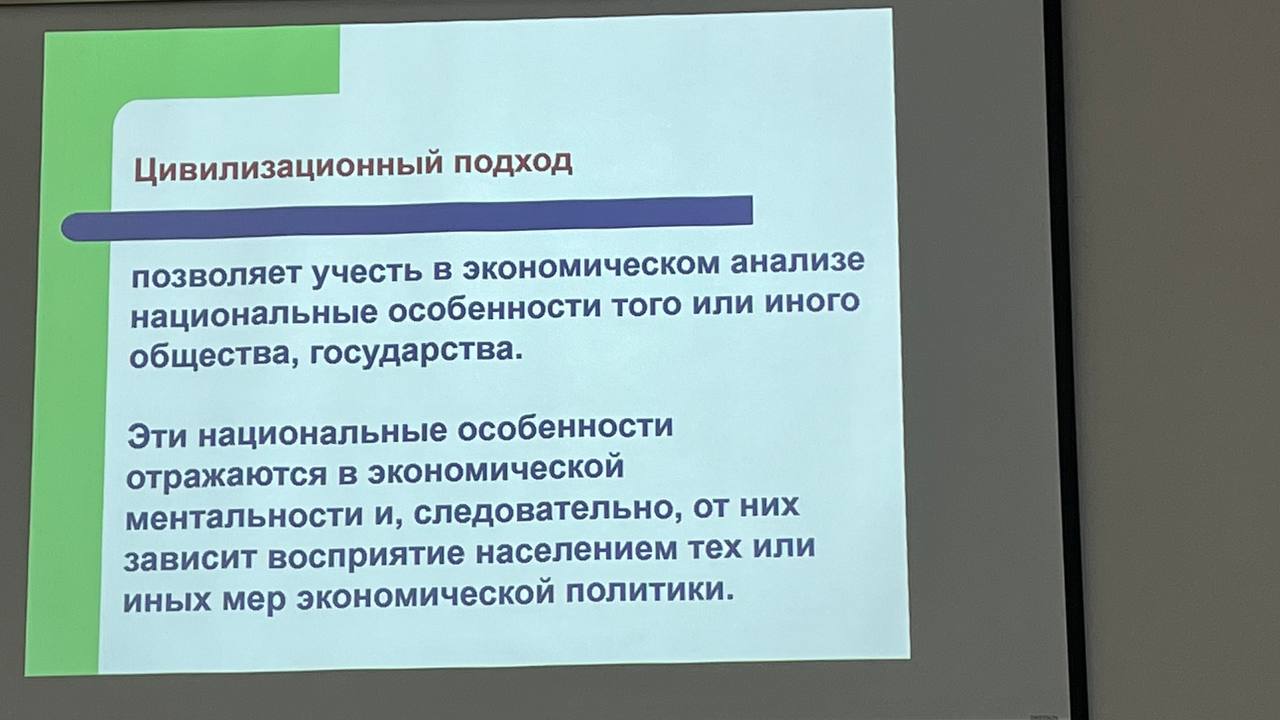 Цивилизационный подход
позволяет учесть в экономическом анализе
национальные особенности того или иного
общества, государства.
Эти национальные особенности
отражаются в экономической
ментальности и, следовательно, от них
зависит восприятие населением тех или
иных мер экономической политики.